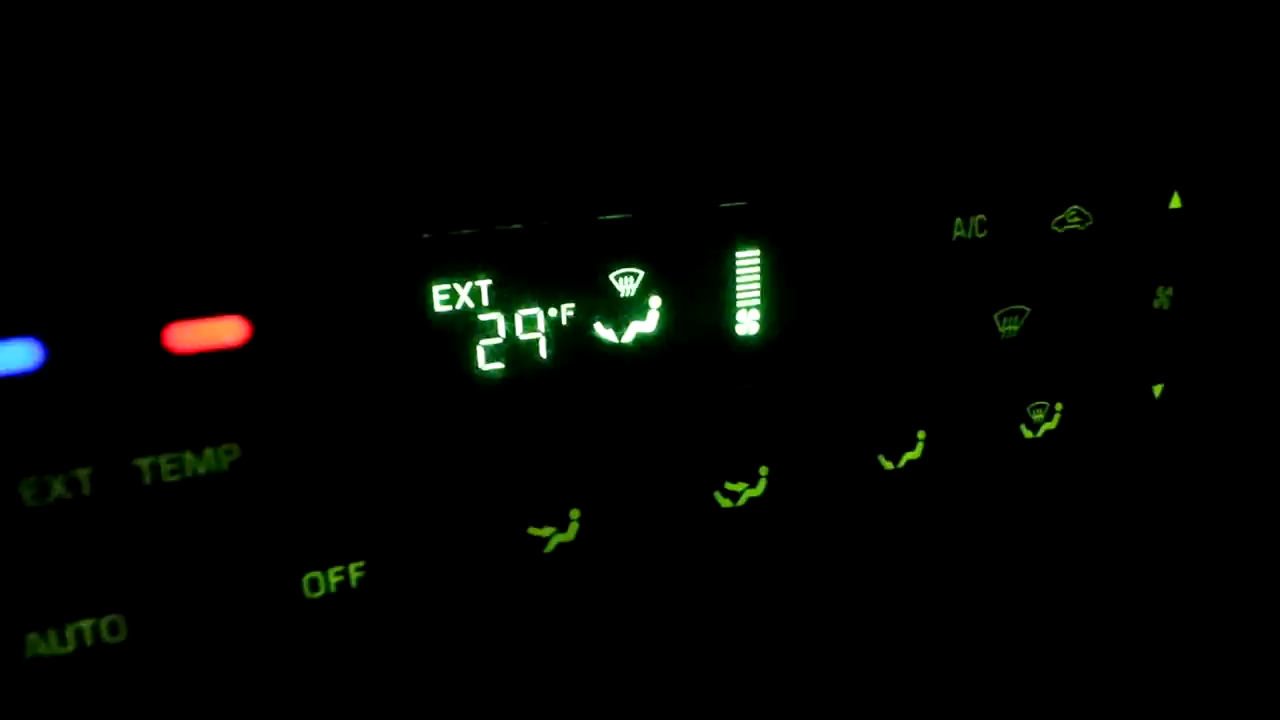 A/C
EXT
29°F
EXT TEMP
OFF
AUTO